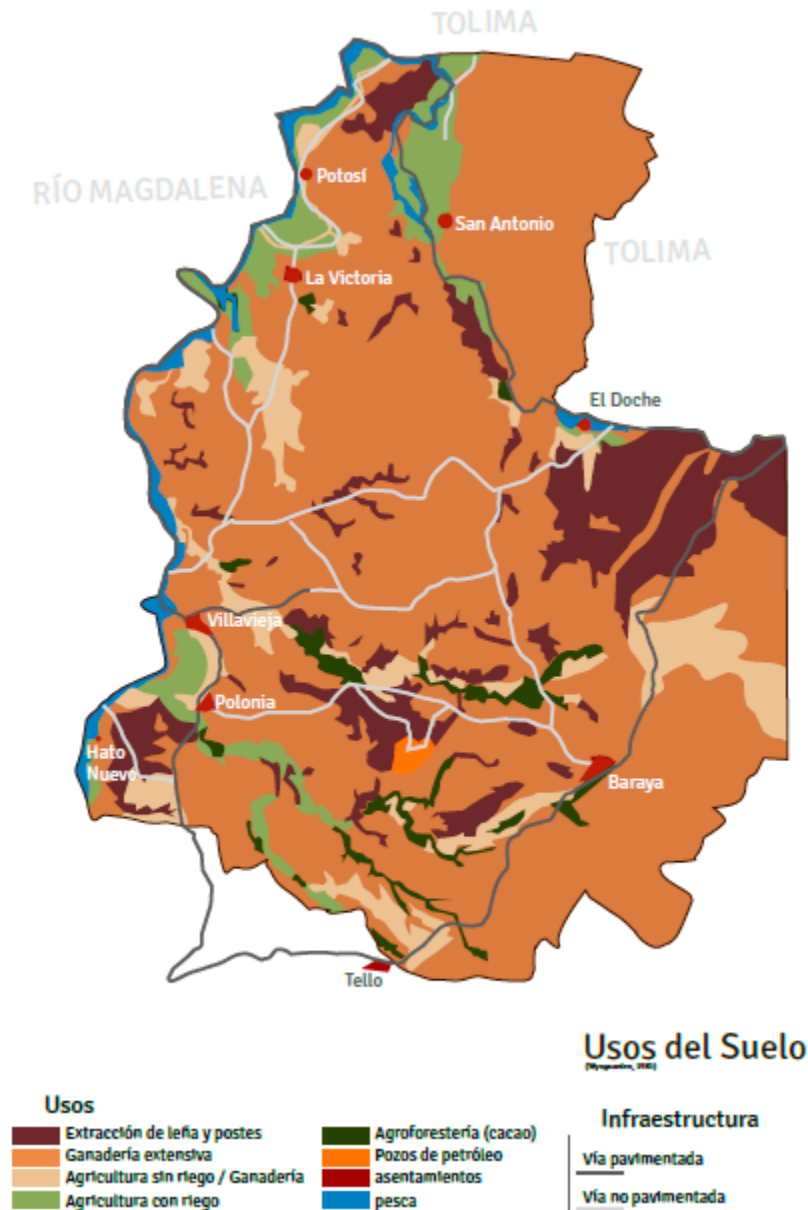 TOLIMA
RÍO MAGDALENA
Potosí
San Antonio
TOLIMA
La Victoria
El Doche
Villavieja
Polonia
Hato
Nuevo
Baraya
Tello
Usos del Suelo
Usos
Extracción de leña y postes
Ganadería extensiva
Agricultura sin riego / Ganadería
Agricultura con riego
Agroforestería (cacao)
Pozos de petróleo
asentamientos
pesca
Infraestructura
Vía pavimentada
Vía no pavimentada